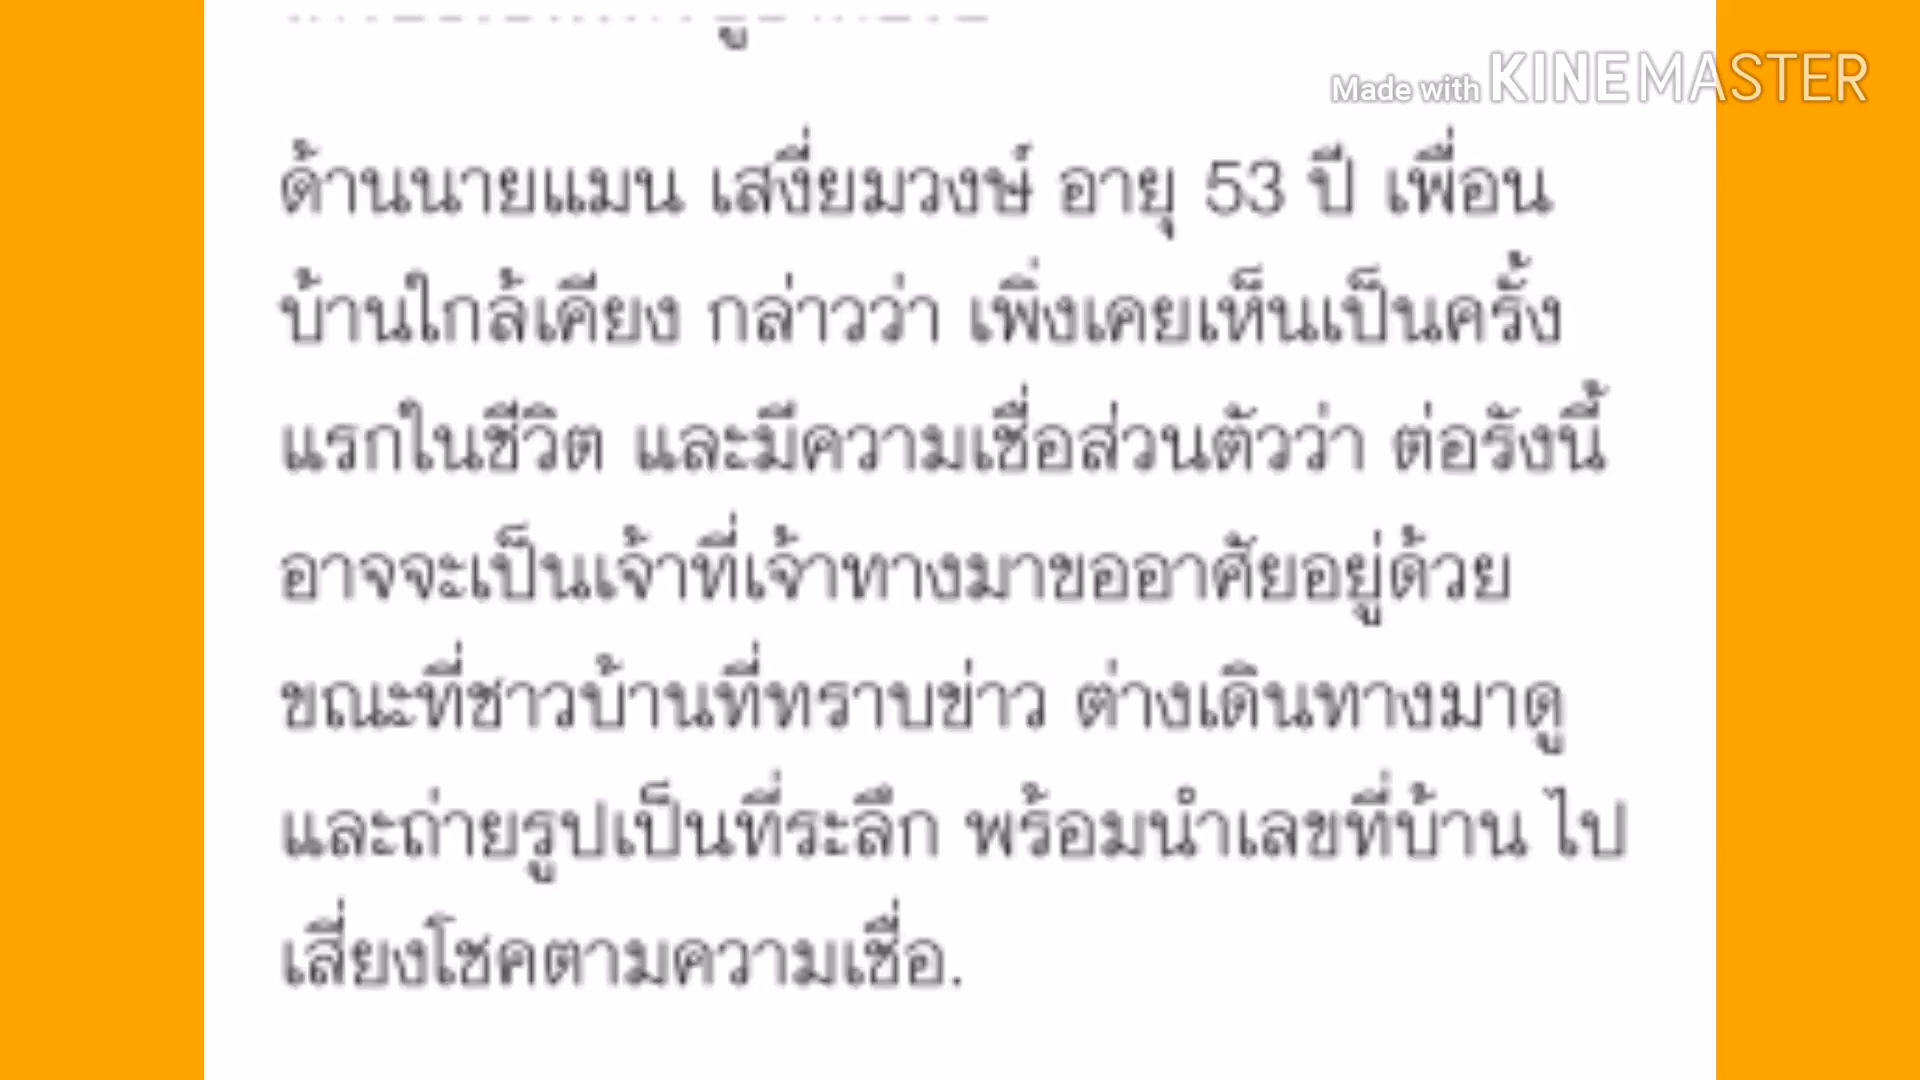 Made with KINEMASTER
ด้านนายแมน เสงี่ยมวงษ์ อายุ 53 ปี เพื่อน
บ้านใกล้เคียง กล่าวว่า เพิ่งเคยเห็นเป็นครั้ง
แรกในชีวิต และมีความเชื่อส่วนตัวว่า ต่อรังนี้
อาจจะเป็นเจ้าที่เจ้าทางมาขออาศัยอยู่ด้วย
ขณะที่ชาวบ้านที่ทราบข่าว ต่างเดินทางมาดู
และถ่ายรูปเป็นที่ระลึก พร้อมนำเลขที่บ้าน ไป
เสี่ยงโชคตามความเชื่อ.